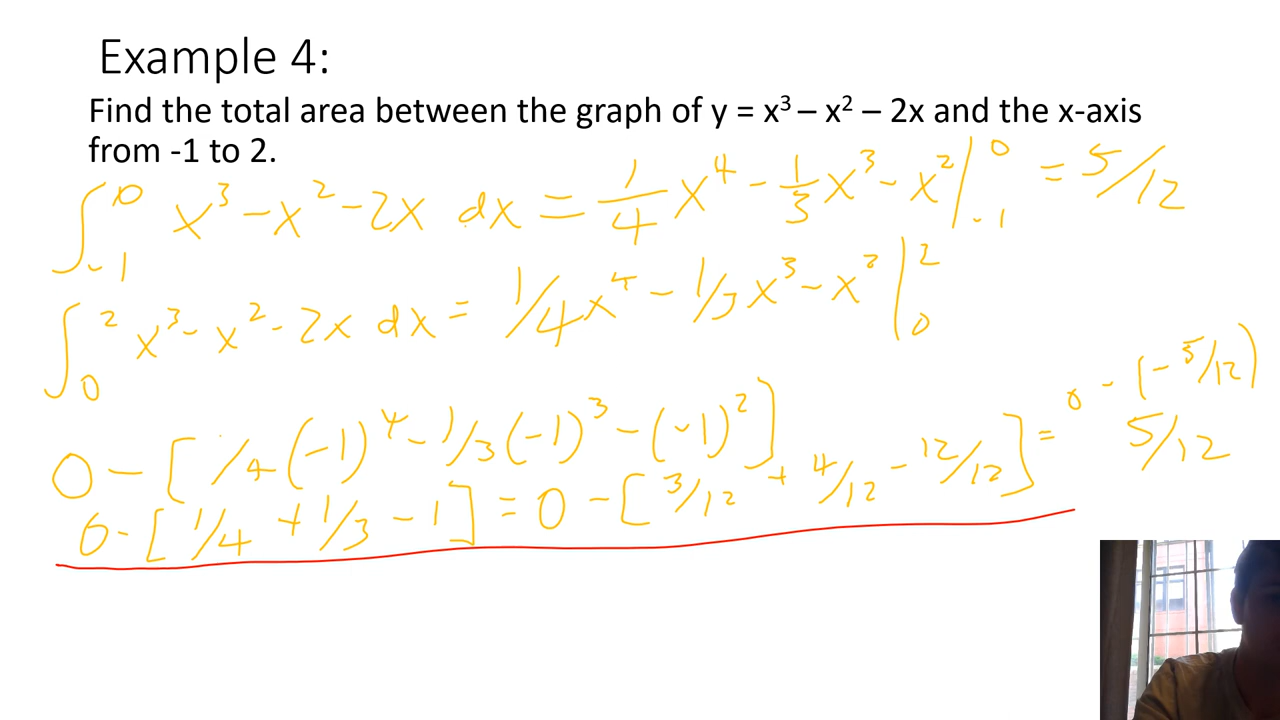 Example 4:
Find the total area between the graph of y = x³ – x² – 2x and the x-axis
from -1 to 2.
∫₋₁⁰ x³ - x² - 2x dx = 1/4 x⁴ - 1/3 x³ - x² |₋₁⁰ = 5/12
∫₀² x³ - x² - 2x dx = 1/4 x⁴ - 1/3 x³ - x² |₀²
0 - [1/4 (-1)⁴ - 1/3 (-1)³ - (-1)²]
0 - [1/4 + 1/3 - 1] = 0 - [3/12 + 4/12 - 12/12] = 0 - (-5/12)
5/12